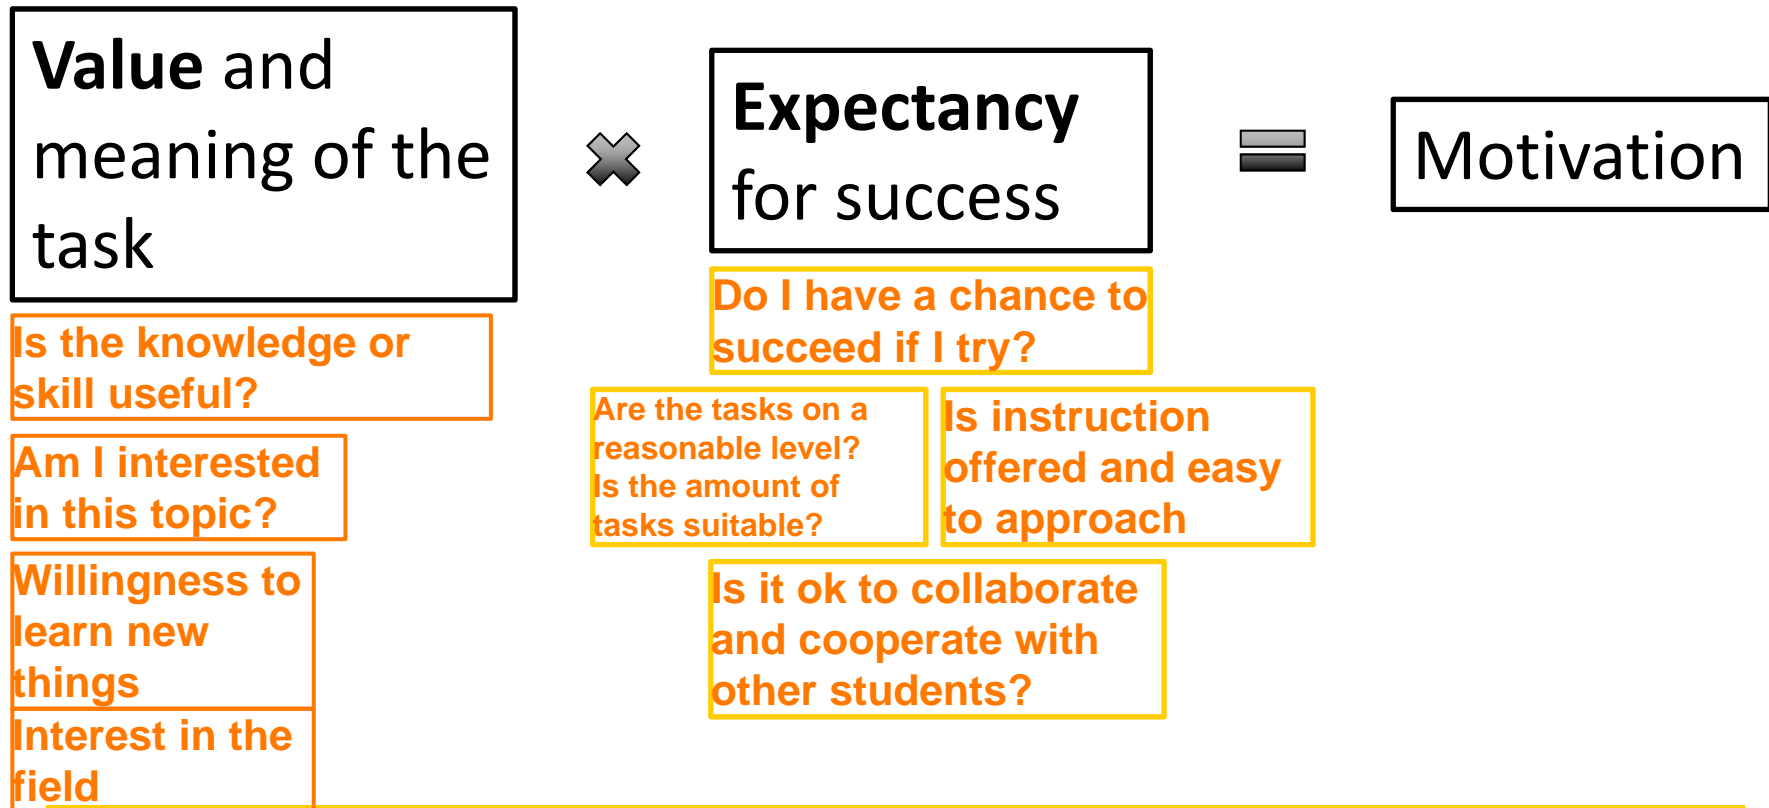 Value and
meaning of the
task
Expectancy
for success
Motivation
Is the knowledge or
skill useful?
Am I interested
in this topic?
Willingness to
learn new
things
Interest in the
field
Do I have a chance to
succeed if I try?
Are the tasks on a
reasonable level?
Is the amount of
tasks suitable?
Is instruction
offered and easy
to approach
Is it ok to collaborate
and cooperate with
other students?